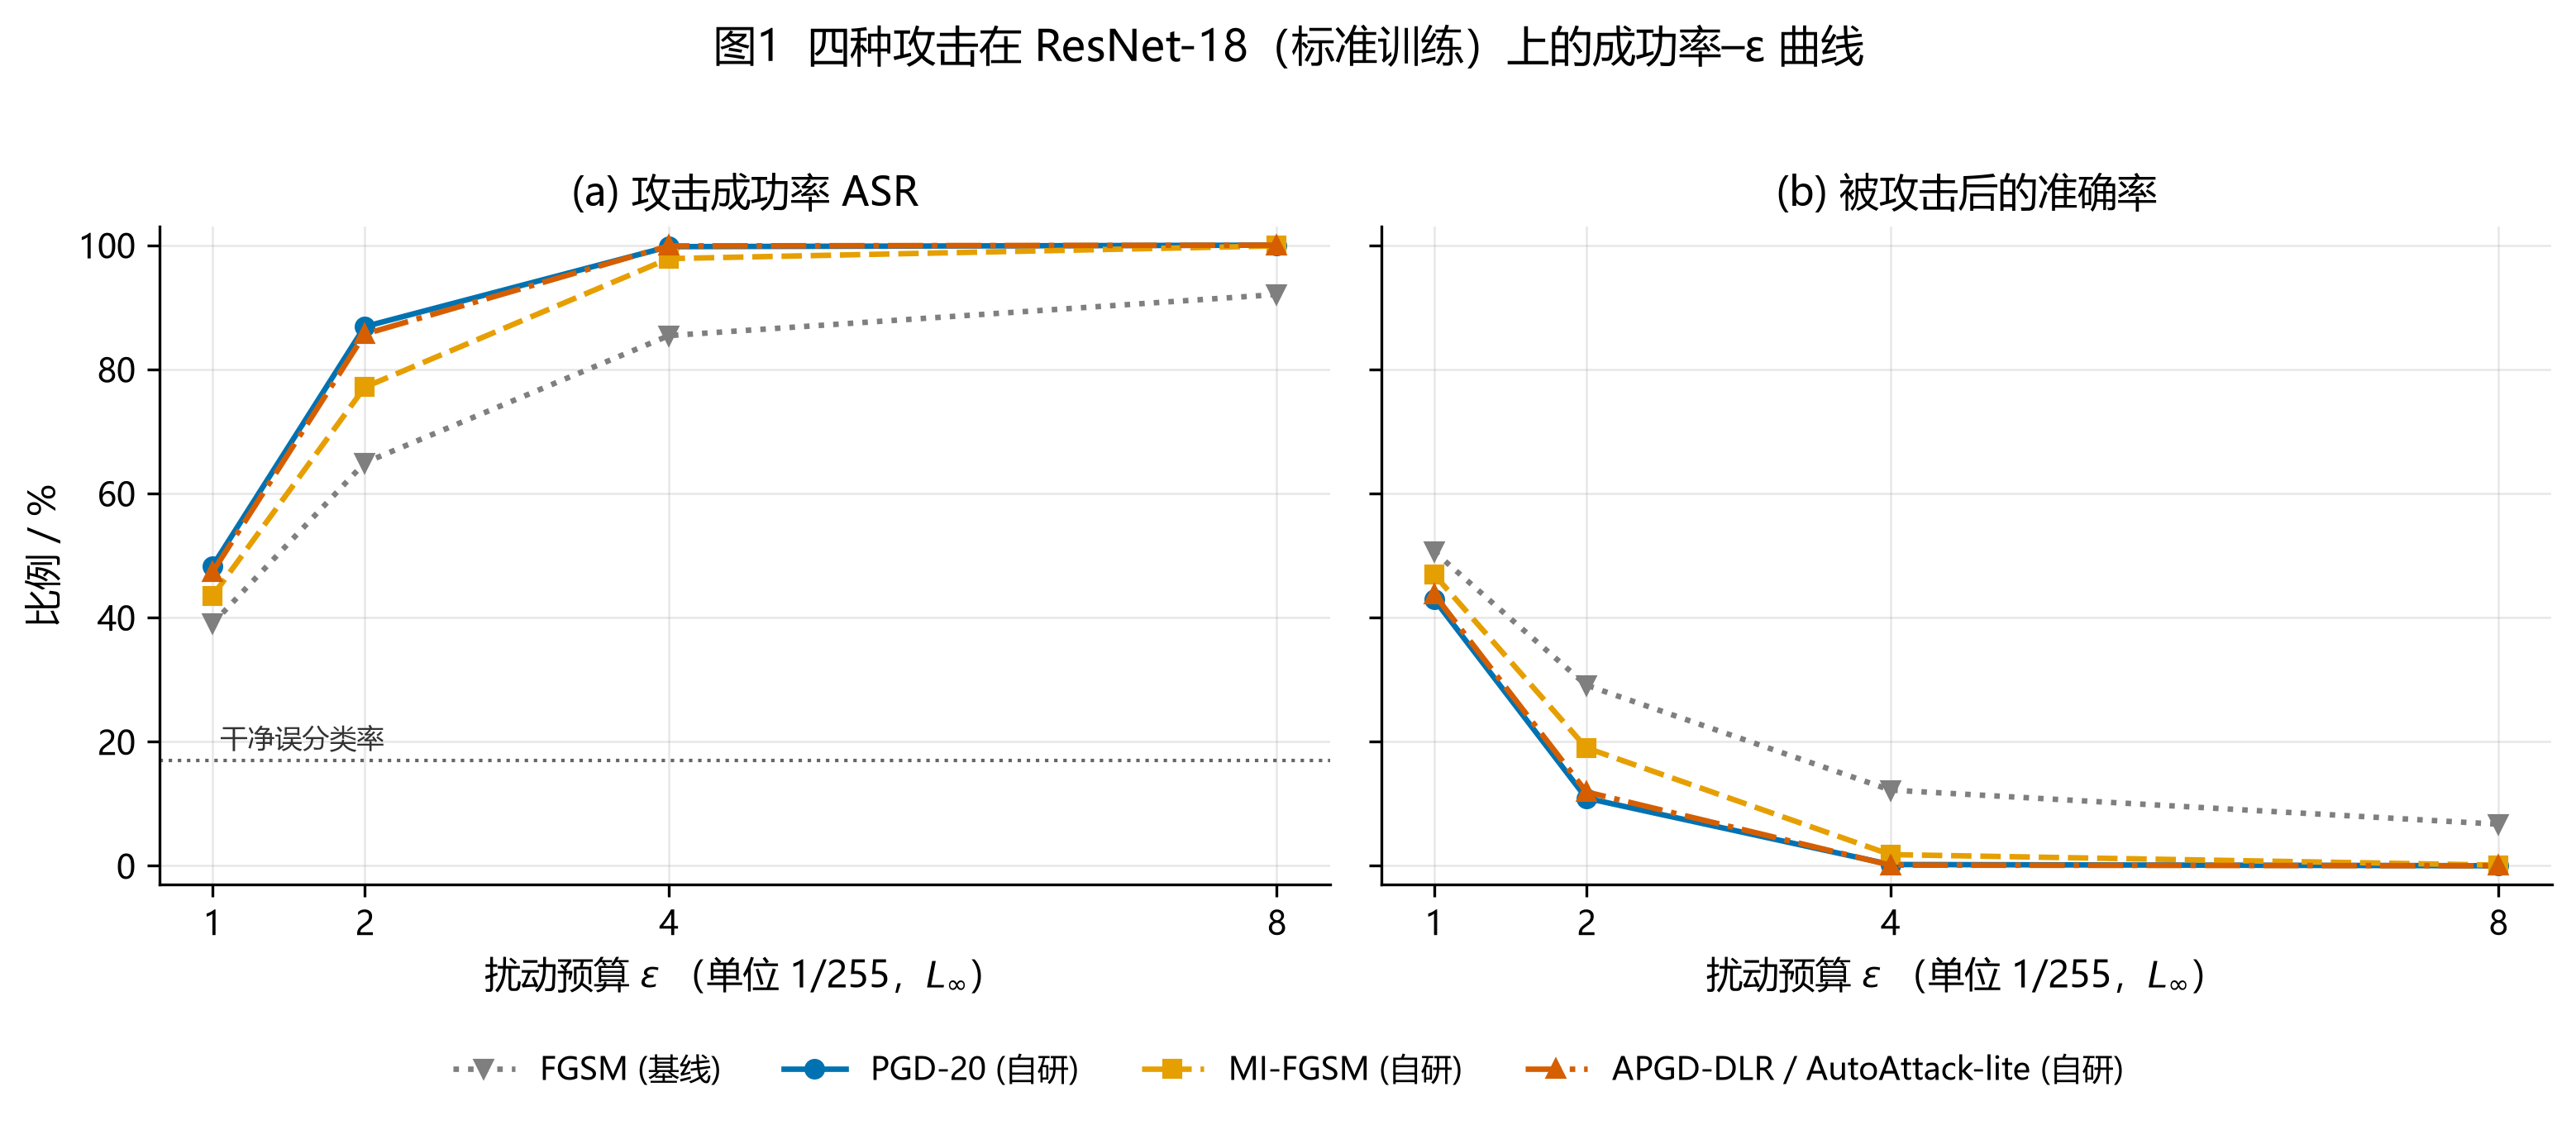 图1 四种攻击在 ResNet-18（标准训练）上的成功率–ε 曲线
(a) 攻击成功率 ASR
(b) 被攻击后的准确率
比例 / %
100
80
60
40
20
0
干净误分类率
1 2 4 8
1 2 4 8
扰动预算 ε （单位 1/255，L∞）
扰动预算 ε （单位 1/255，L∞）
FGSM (基线) PGD-20 (自研) MI-FGSM (自研) APGD-DLR / AutoAttack-lite (自研)